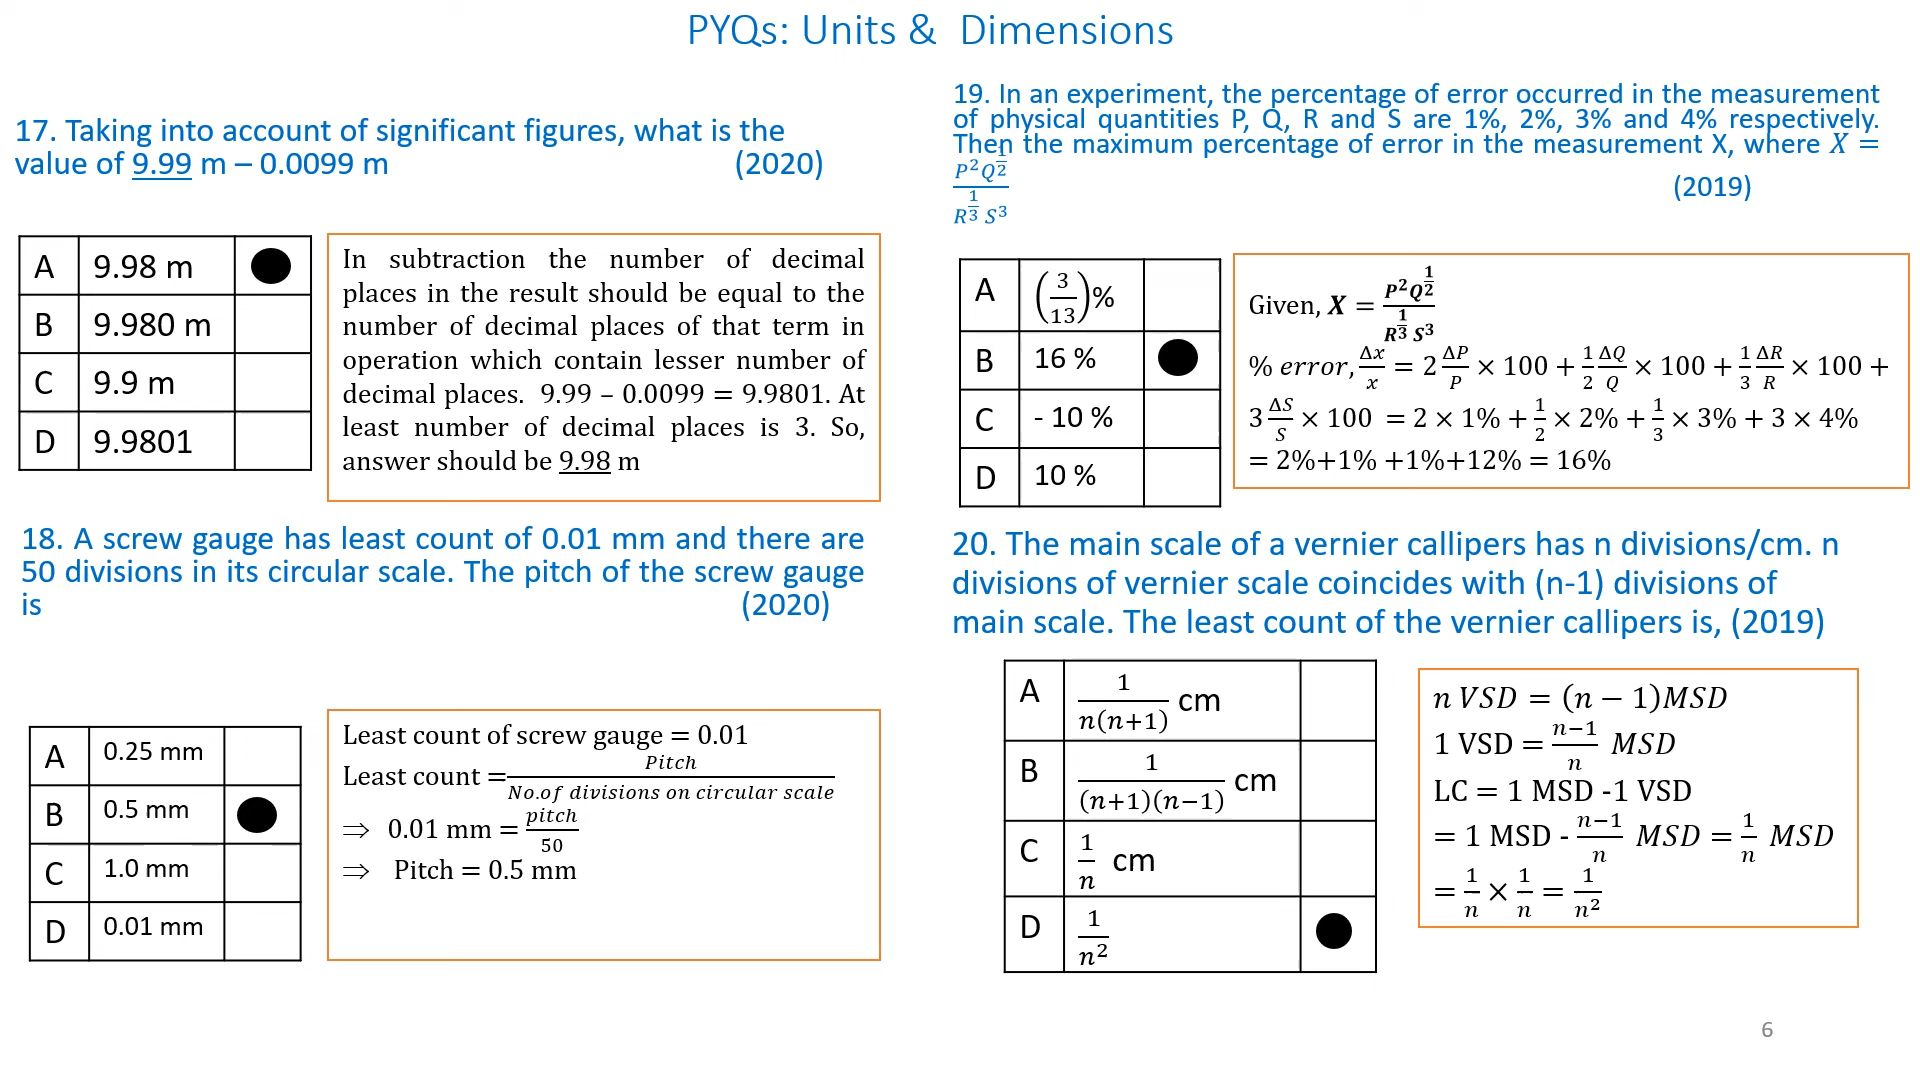 PYQs: Units &  Dimensions
17. Taking into account of significant figures, what is the
value of 9.99 m – 0.0099 m (2020)
A 9.98 m
B 9.980 m
C 9.9 m
D 9.9801
In subtraction the number of decimal
places in the result should be equal to the
number of decimal places of that term in
operation which contain lesser number of
decimal places. 9.99 – 0.0099 = 9.9801. At
least number of decimal places is 3. So,
answer should be 9.98 m
18. A screw gauge has least count of 0.01 mm and there are
50 divisions in its circular scale. The pitch of the screw gauge
is (2020)
A 0.25 mm
B 0.5 mm
C 1.0 mm
D 0.01 mm
Least count of screw gauge = 0.01
Least count = Pitch / No.of divisions on circular scale
⇒ 0.01 mm = pitch / 50
⇒ Pitch = 0.5 mm
19. In an experiment, the percentage of error occurred in the measurement
of physical quantities P, Q, R and S are 1%, 2%, 3% and 4% respectively.
Then the maximum percentage of error in the measurement X, where X =
P²Q^(1/2) / R^(1/3) S³ (2019)
A (3/13)%
B 16 %
C - 10 %
D 10 %
Given, X = P²Q^(1/2) / R^(1/3) S³
% error, Δx/x = 2 ΔP/P × 100 + 1/2 ΔQ/Q × 100 + 1/3 ΔR/R × 100 +
3 ΔS/S × 100 = 2 × 1% + 1/2 × 2% + 1/3 × 3% + 3 × 4%
= 2%+1% +1%+12% = 16%
20. The main scale of a vernier callipers has n divisions/cm. n
divisions of vernier scale coincides with (n-1) divisions of
main scale. The least count of the vernier callipers is, (2019)
A 1/n(n+1) cm
B 1/(n+1)(n−1) cm
C 1/n cm
D 1/n²
n VSD = (n − 1)MSD
1 VSD = n−1/n MSD
LC = 1 MSD -1 VSD
= 1 MSD - n−1/n MSD = 1/n MSD
= 1/n × 1/n = 1/n²
6